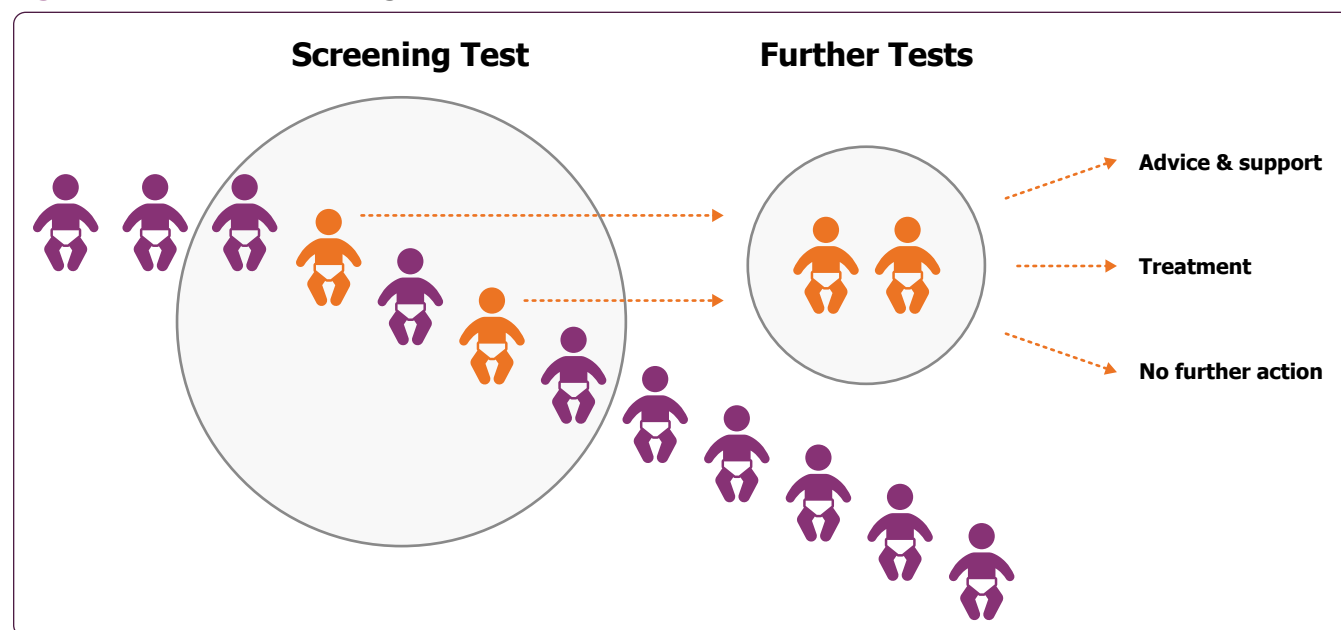 Screening Test
Further Tests
Advice & support
Treatment
No further action